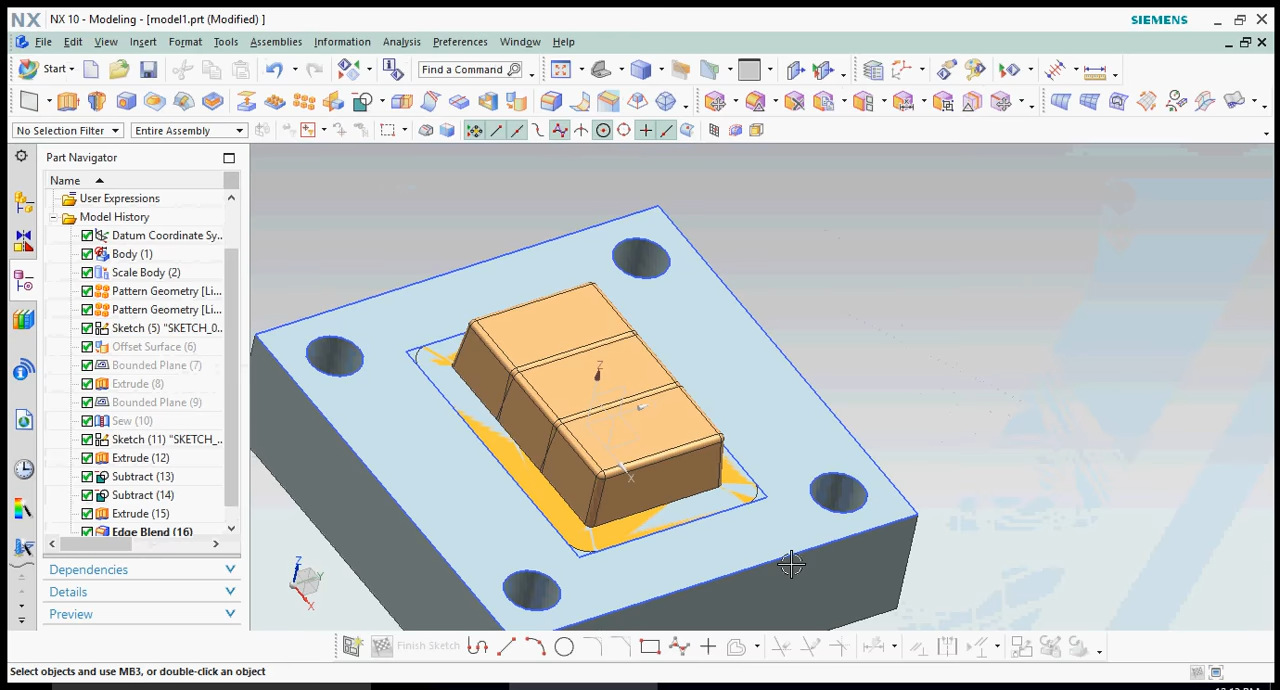 NX NX 10 - Modeling - [model1.prt (Modified) ] SIEMENS
File Edit View Insert Format Tools Assemblies Information Analysis Preferences Window Help
Start Find a Command
No Selection Filter Entire Assembly
Part Navigator
Name
User Expressions
Model History
Datum Coordinate Sy...
Body (1)
Scale Body (2)
Pattern Geometry [Li...
Pattern Geometry [Li...
Sketch (5) "SKETCH_0...
Offset Surface (6)
Bounded Plane (7)
Extrude (8)
Bounded Plane (9)
Sew (10)
Sketch (11) "SKETCH_...
Extrude (12)
Subtract (13)
Subtract (14)
Extrude (15)
Edge Blend (16)
Dependencies
Details
Preview
Z
X
Z
Y
X
Finish Sketch
Select objects and use MB3, or double-click an object